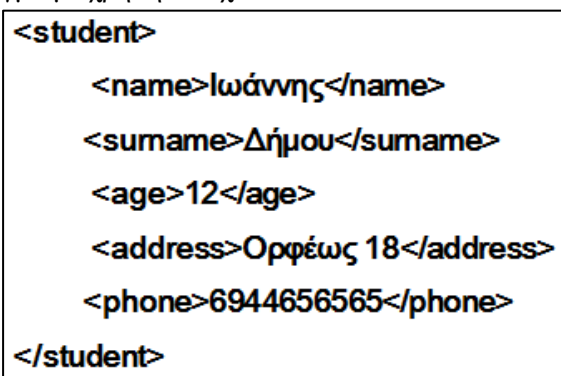 <student>
<name>Ιωάννης</name>
<surname>Δήμου</surname>
<age>12</age>
<address>Ορφέως 18</address>
<phone>6944656565</phone>
</student>